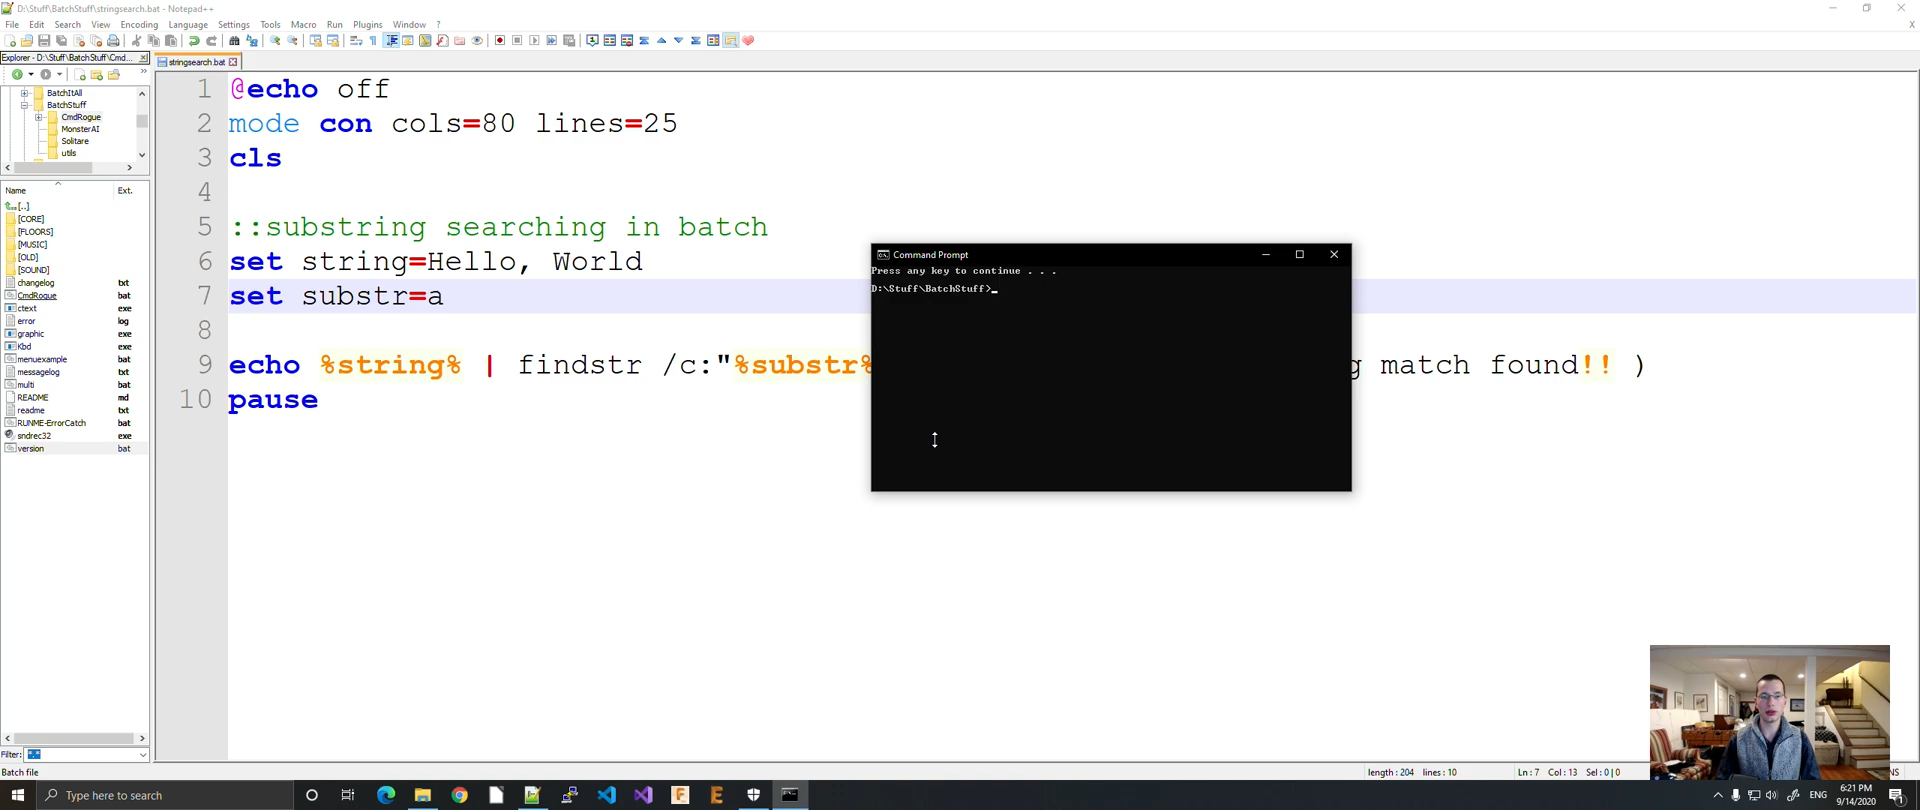 D:\Stuff\BatchStuff\stringsearch.bat - Notepad++
File Edit Search View Encoding Language Settings Tools Macro Run Plugins Window ?
X
Explorer - D:\Stuff\BatchStuff\Cmd...
stringsearch.bat
BatchItAll
BatchStuff
CmdRogue
MonsterAI
Solitare
utils
Name Ext.
[..]
[CORE]
[FLOORS]
[MUSIC]
[OLD]
[SOUND]
changelog txt
CmdRogue bat
ctext exe
error log
graphic exe
Kbd exe
menuexample bat
messagelog txt
multi bat
README md
readme txt
RUNME-ErrorCatch bat
sndrec32 exe
version bat
Filter:
1 @echo off
2 mode con cols=80 lines=25
3 cls
4
5 ::substring searching in batch
6 set string=Hello, World
7 set substr=a
8
9 echo %string% | findstr /c:"%substr% g match found!! )
10 pause
Command Prompt
Press any key to continue . . .
D:\Stuff\BatchStuff>_
Batch file
length : 204 lines : 10
Ln : 7 Col : 13 Sel : 0 | 0
NS
Type here to search
ENG
6:21 PM
9/14/2020